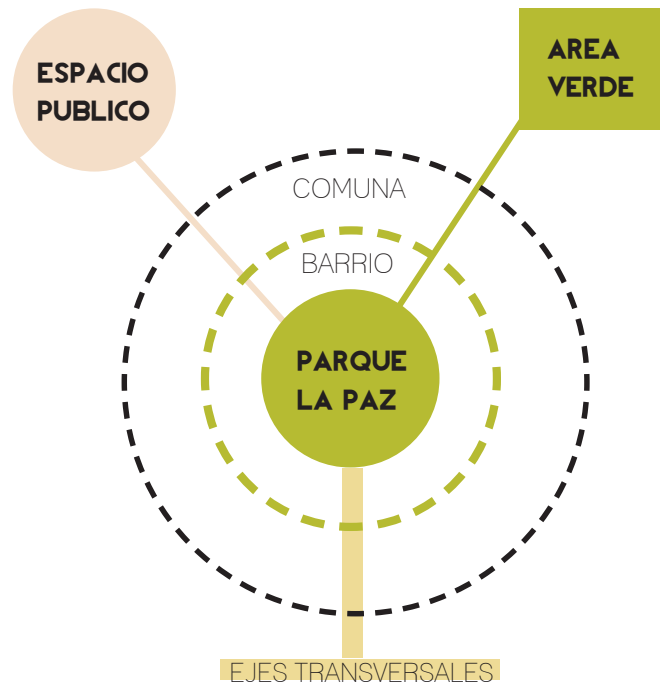 ESPACIO
PUBLICO
AREA
VERDE
COMUNA
BARRIO
PARQUE
LA PAZ
EJES TRANSVERSALES